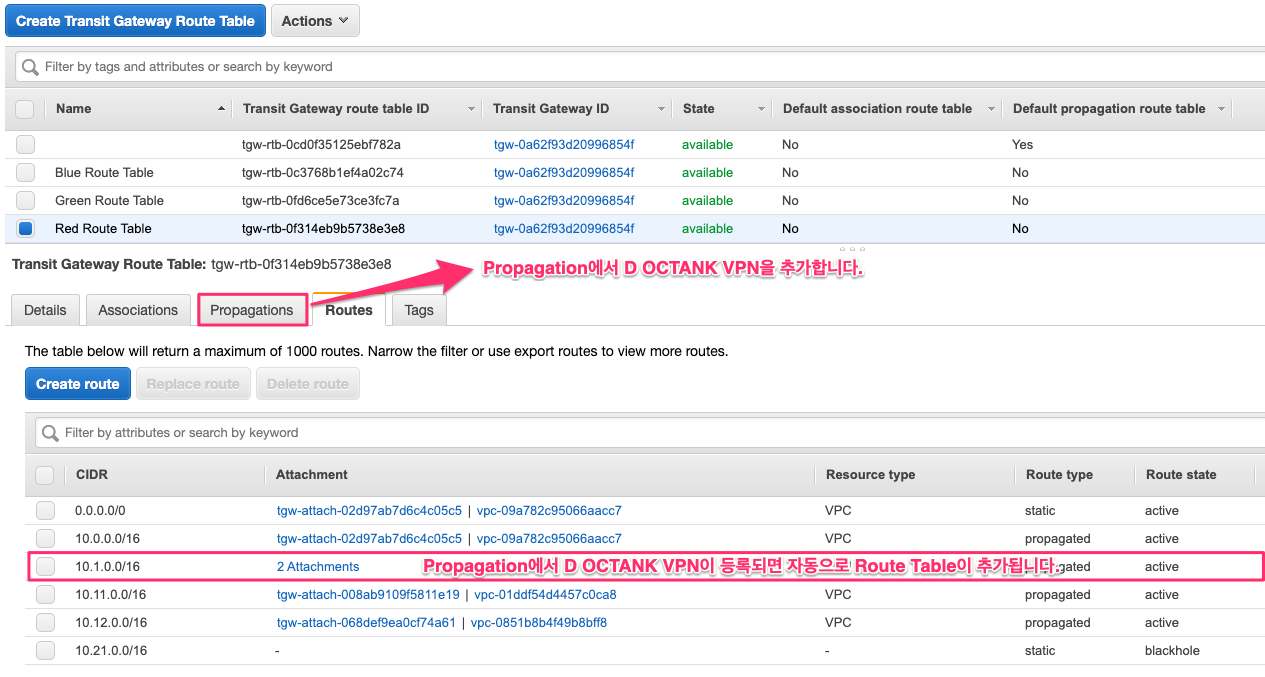 Create Transit Gateway Route Table Actions
Filter by tags and attributes or search by keyword
Name Transit Gateway route table ID Transit Gateway ID State Default association route table Default propagation route table
tgw-rtb-0cd0f35125ebf782a tgw-0a62f93d20996854f available No Yes
Blue Route Table tgw-rtb-0c3768b1ef4a02c74 tgw-0a62f93d20996854f available No No
Green Route Table tgw-rtb-0fd6ce5e73ce3fc7a tgw-0a62f93d20996854f available No No
Red Route Table tgw-rtb-0f314eb9b5738e3e8 tgw-0a62f93d20996854f available No No
Transit Gateway Route Table: tgw-rtb-0f314eb9b5738e3e8
Propagation에서 D OCTANK VPN을 추가합니다.
Details Associations Propagations Routes Tags
The table below will return a maximum of 1000 routes. Narrow the filter or use export routes to view more routes.
Create route Replace route Delete route
Filter by attributes or search by keyword
CIDR Attachment Resource type Route type Route state
0.0.0.0/0 tgw-attach-02d97ab7d6c4c05c5 | vpc-09a782c95066aacc7 VPC static active
10.0.0.0/16 tgw-attach-02d97ab7d6c4c05c5 | vpc-09a782c95066aacc7 VPC propagated active
10.1.0.0/16 2 Attachments Propagation에서 D OCTANK VPN이 등록되면 자동으로 Route Table이 추가됩니다. active
10.11.0.0/16 tgw-attach-008ab9109f5811e19 | vpc-01ddf54d4457c0ca8 VPC propagated active
10.12.0.0/16 tgw-attach-068def9ea0cf74a61 | vpc-0851b8b4f49b8bff8 VPC propagated active
10.21.0.0/16 - - static blackhole